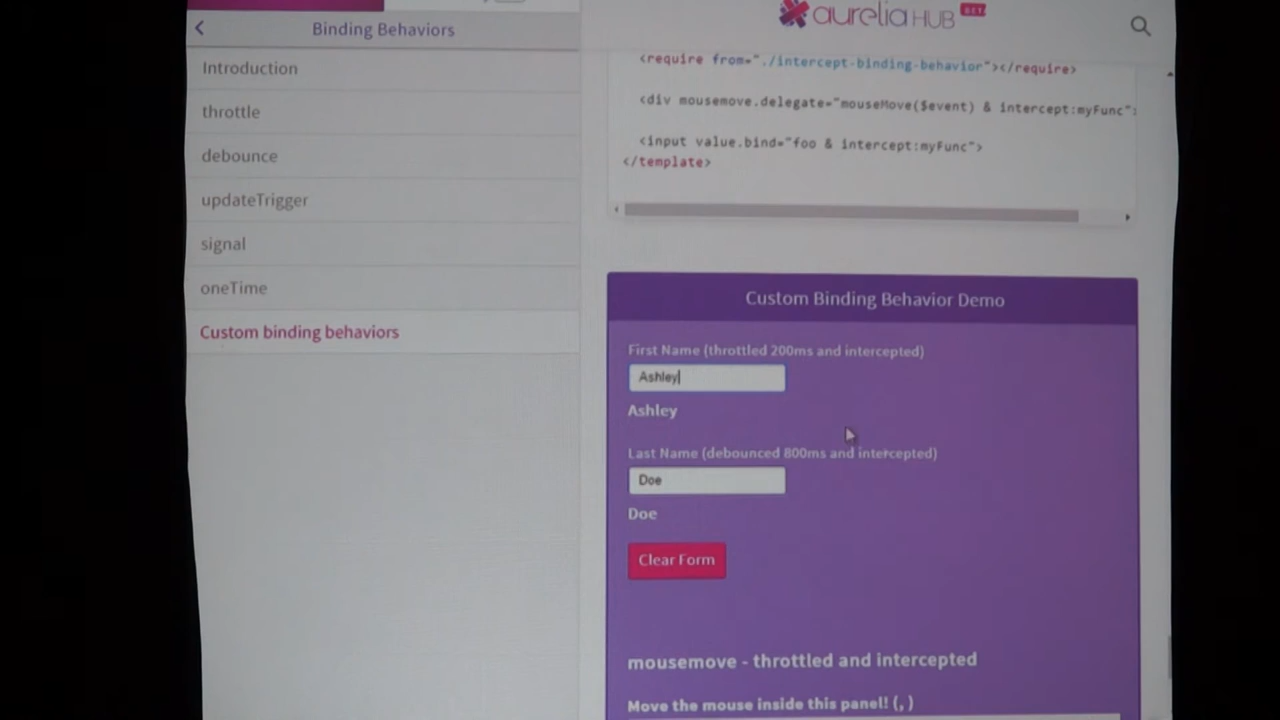 Binding Behaviors
Introduction
throttle
debounce
updateTrigger
signal
oneTime
Custom binding behaviors
aurelia HUB BETA
<require from="./intercept-binding-behavior"></require>
<div mousemove.delegate="mouseMove($event) & intercept:myFunc">
<input value.bind="foo & intercept:myFunc">
</template>
Custom Binding Behavior Demo
First Name (throttled 200ms and intercepted)
Ashley
Ashley
Last Name (debounced 800ms and intercepted)
Doe
Doe
Clear Form
mousemove - throttled and intercepted
Move the mouse inside this panel! (, )